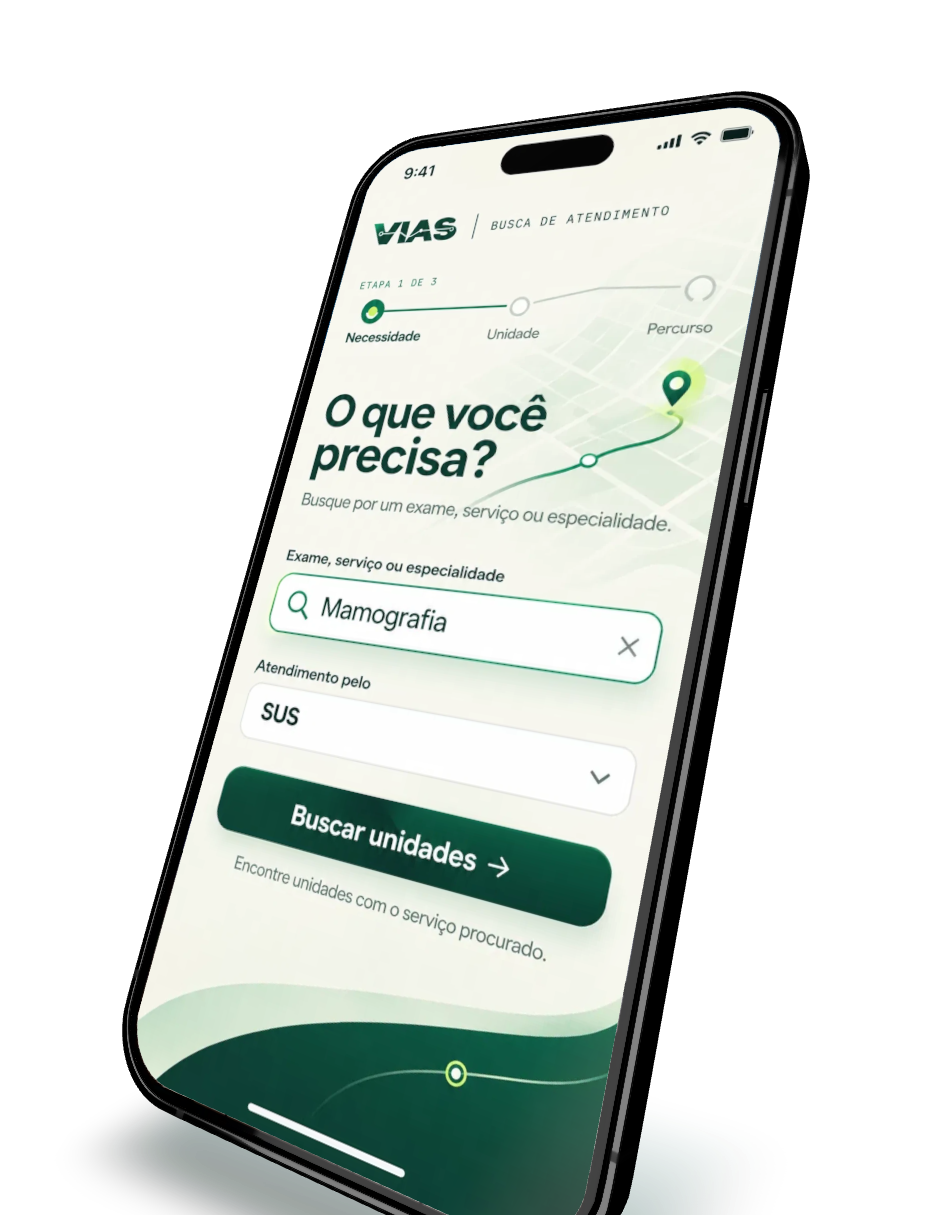 9:41
VIAS | BUSCA DE ATENDIMENTO
ETAPA 1 DE 3
Necessidade Unidade Percurso
O que você
precisa?
Busque por um exame, serviço ou especialidade.
Exame, serviço ou especialidade
Mamografia
Atendimento pelo
SUS
Buscar unidades →
Encontre unidades com o serviço procurado.